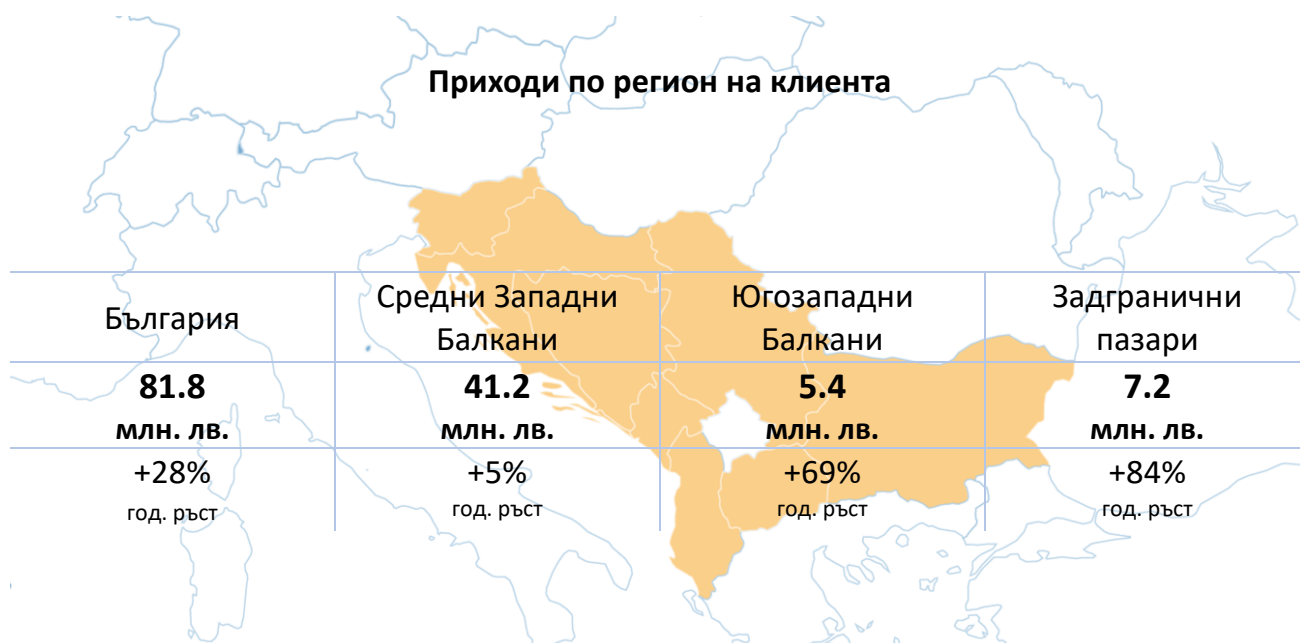 Приходи по регион на клиента
България
Средни Западни
Балкани
Югозападни
Балкани
Задгранични
пазари
81.8
млн. лв.
41.2
млн. лв.
5.4
млн. лв.
7.2
млн. лв.
+28%
год. ръст
+5%
год. ръст
+69%
год. ръст
+84%
год. ръст